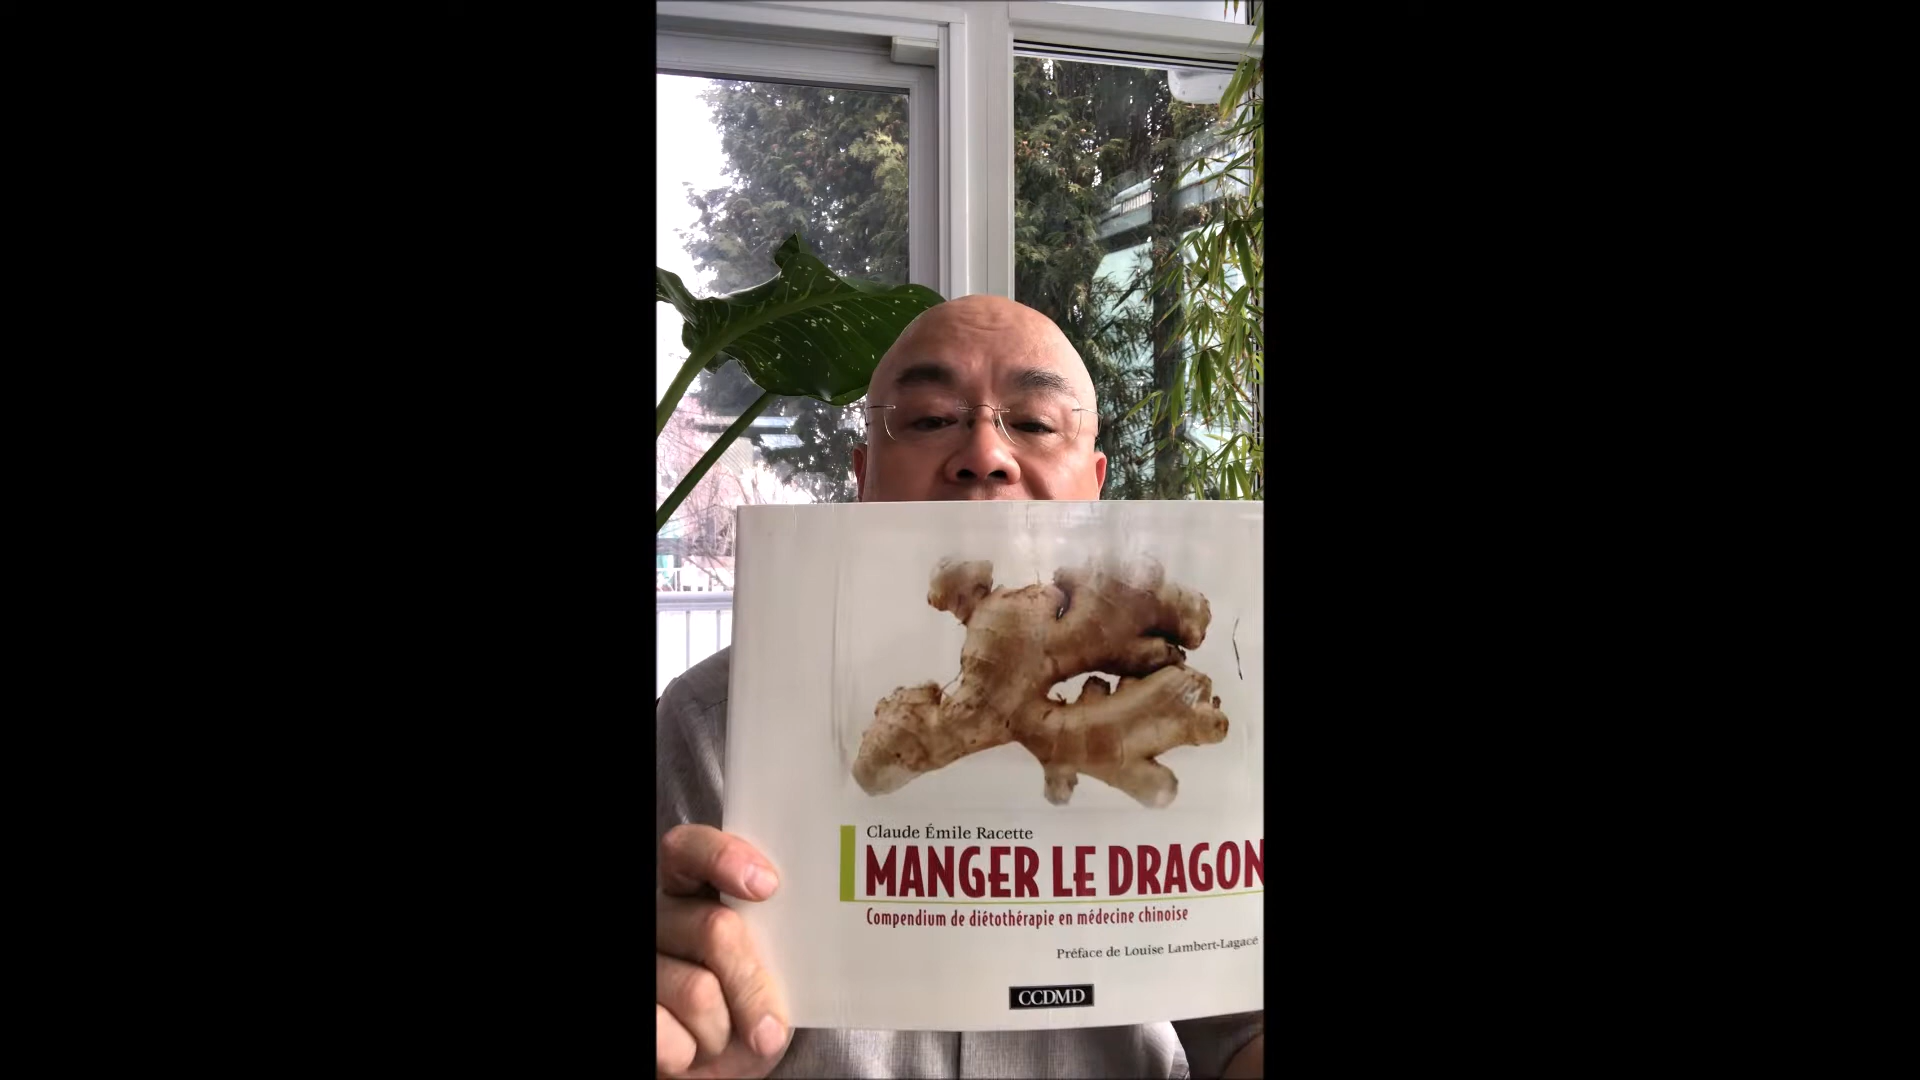 Claude Émile Racette
MANGER LE DRAGON
Compendium de diétothérapie en médecine chinoise
Préface de Louise Lambert-Lagacé
CCDMD